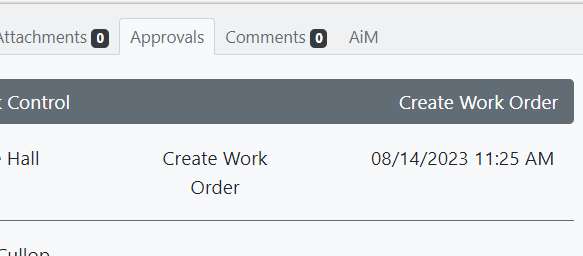 Attachments 0 Approvals Comments 0 AiM
Control Create Work Order
Hall Create Work 08/14/2023 11:25 AM
Order